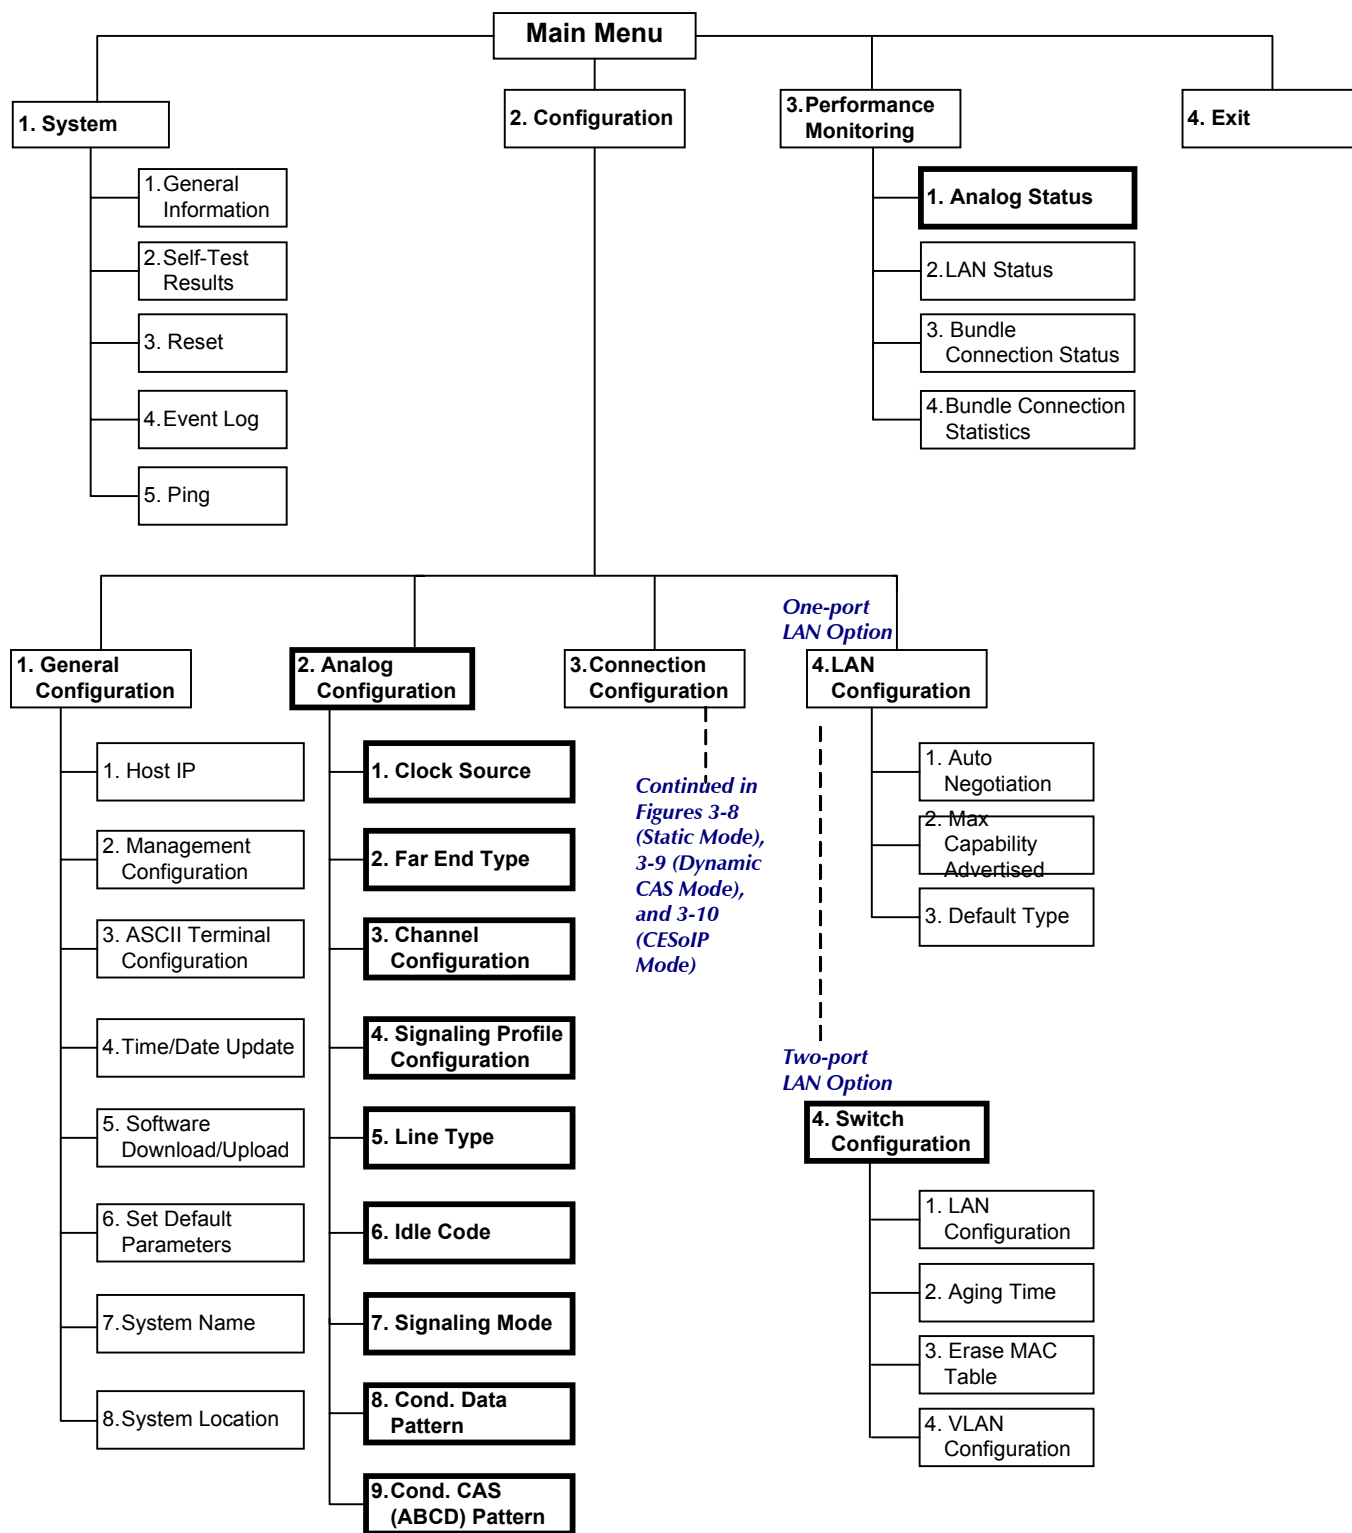 Main Menu
1. System
2. Configuration
3.Performance
Monitoring
4. Exit
1.General
Information
2.Self-Test
Results
3. Reset
4.Event Log
5. Ping
1. Analog Status
2.LAN Status
3. Bundle
Connection Status
4.Bundle Connection
Statistics
One-port
LAN Option
1. General
Configuration
2. Analog
Configuration
3.Connection
Configuration
4.LAN
Configuration
1. Host IP
2. Management
Configuration
3. ASCII Terminal
Configuration
4.Time/Date Update
5. Software
Download/Upload
6. Set Default
Parameters
7.System Name
8.System Location
1. Clock Source
2. Far End Type
3. Channel
Configuration
4. Signaling Profile
Configuration
5. Line Type
6. Idle Code
7. Signaling Mode
8. Cond. Data
Pattern
9.Cond. CAS
(ABCD) Pattern
Continued in
Figures 3-8
(Static Mode),
3-9 (Dynamic
CAS Mode),
and 3-10
(CESoIP
Mode)
1. Auto
Negotiation
2. Max
Capability
Advertised
3. Default Type
Two-port
LAN Option
4. Switch
Configuration
1. LAN
Configuration
2. Aging Time
3. Erase MAC
Table
4. VLAN
Configuration